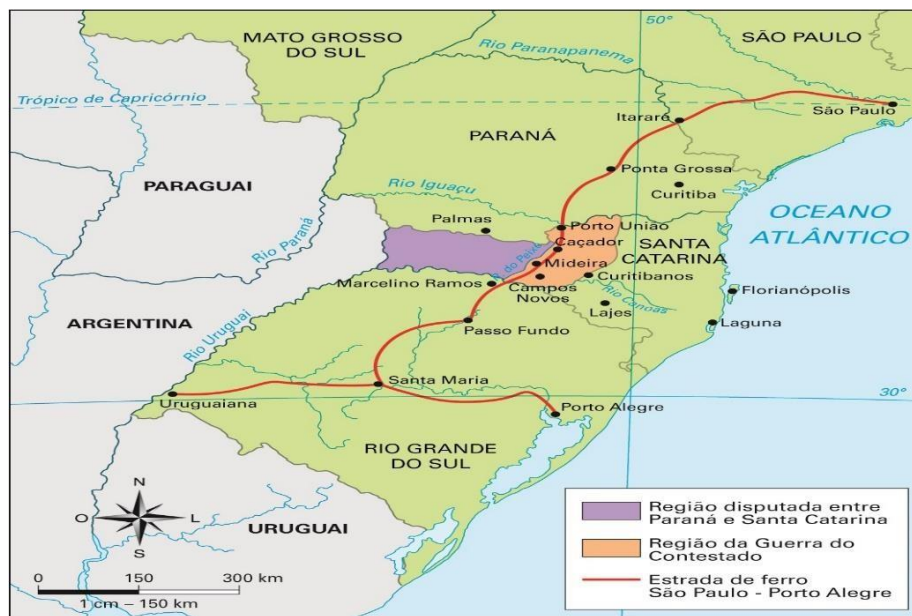 50°
MATO GROSSO
DO SUL
SÃO PAULO
Rio Paranapanema
Trópico de Capricórnio
Itararé
São Paulo
PARANÁ
Ponta Grossa
PARAGUAI
Curitiba
Rio Iguaçu
Rio Paraná
Palmas
Porto União
OCEANO
ATLÂNTICO
Caçador
SANTA
CATARINA
R. do Peixe
Mideira
Marcelino Ramos
Campos
Novos
Curitibanos
Rio Canoas
Florianópolis
Lajes
ARGENTINA
Rio Uruguai
Passo Fundo
Laguna
Santa Maria
Uruguaiana
30°
Porto Alegre
RIO GRANDE
DO SUL
N
O
L
S
URUGUAI
0
150
300 km
1 cm – 150 km
Região disputada entre
Paraná e Santa Catarina
Região da Guerra do
Contestado
Estrada de ferro
São Paulo - Porto Alegre